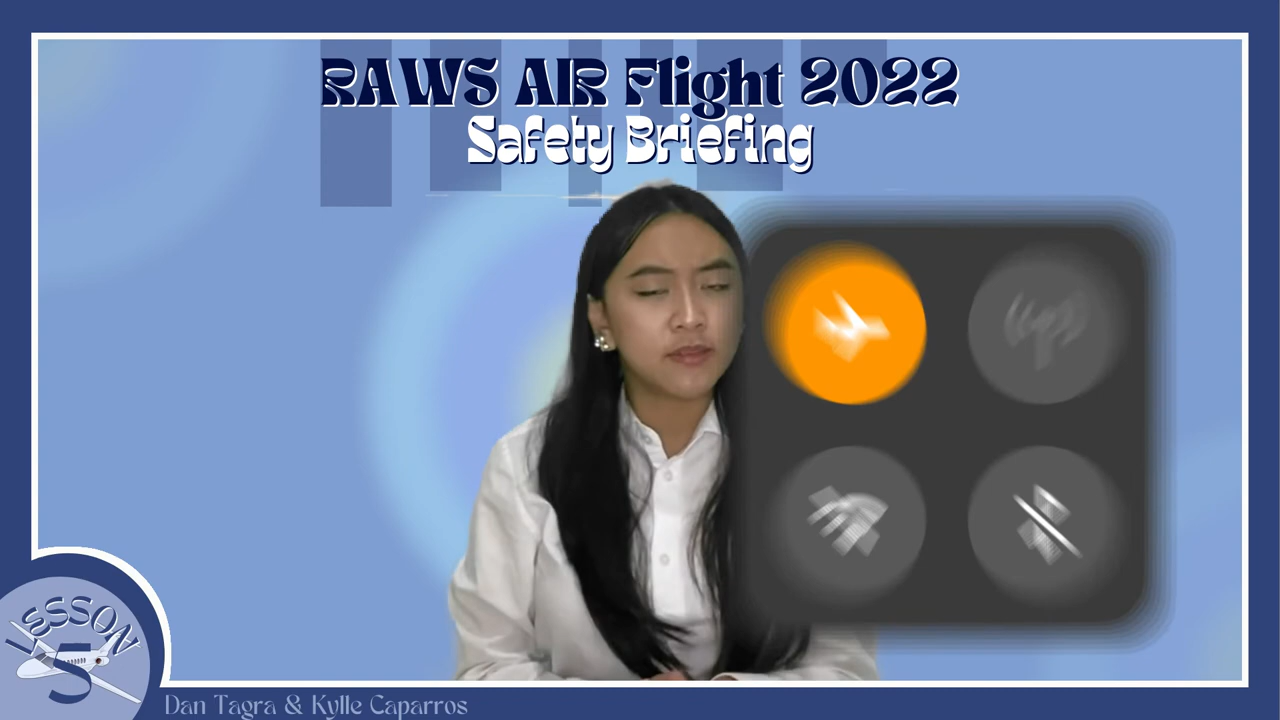 RAWS AIR Flight 2022
Safety Briefing
LESSON
5
Dan Tagra & Kylle Caparros